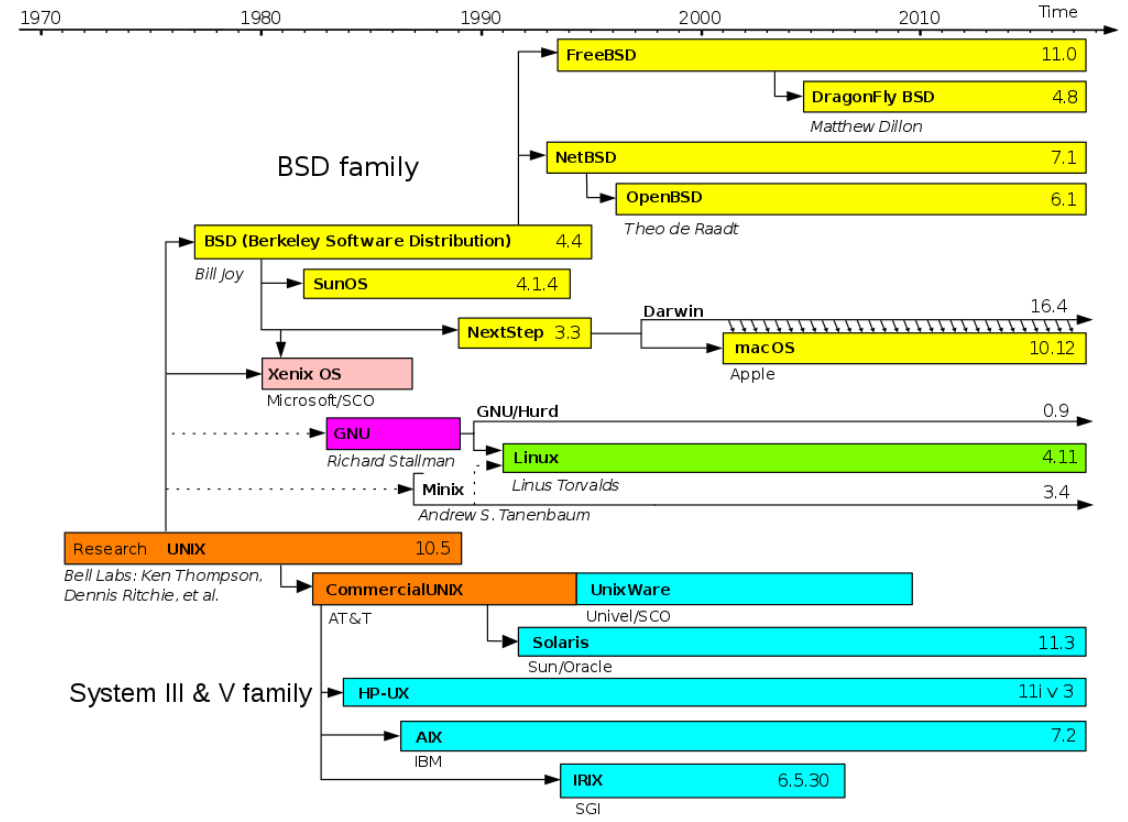 1970 1980 1990 2000 2010 Time
FreeBSD 11.0
DragonFly BSD 4.8
Matthew Dillon
BSD family
NetBSD 7.1
OpenBSD 6.1
Theo de Raadt
BSD (Berkeley Software Distribution) 4.4
Bill Joy
SunOS 4.1.4
Darwin 16.4
NextStep 3.3
macOS 10.12
Apple
Xenix OS
Microsoft/SCO
GNU/Hurd 0.9
GNU
Richard Stallman
Linux 4.11
Linus Torvalds
Minix 3.4
Andrew S. Tanenbaum
Research UNIX 10.5
Bell Labs: Ken Thompson,
Dennis Ritchie, et al.
CommercialUNIX UnixWare
AT&T Univel/SCO
Solaris 11.3
Sun/Oracle
System III & V family
HP-UX 11i v 3
AIX 7.2
IBM
IRIX 6.5.30
SGI